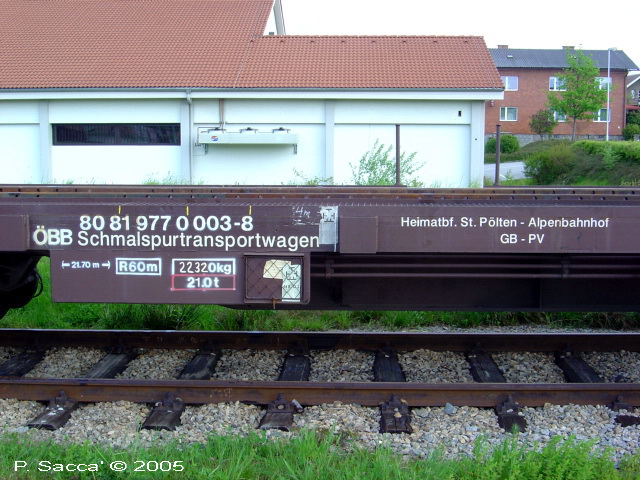 80 81 977 0 003-8
ÖBB Schmalspurtransportwagen
21.70 m
R60m
22320kg
21.0t
4m
Heimatbf. St. Pölten - Alpenbahnhof
GB - PV
P. Sacca' © 2005